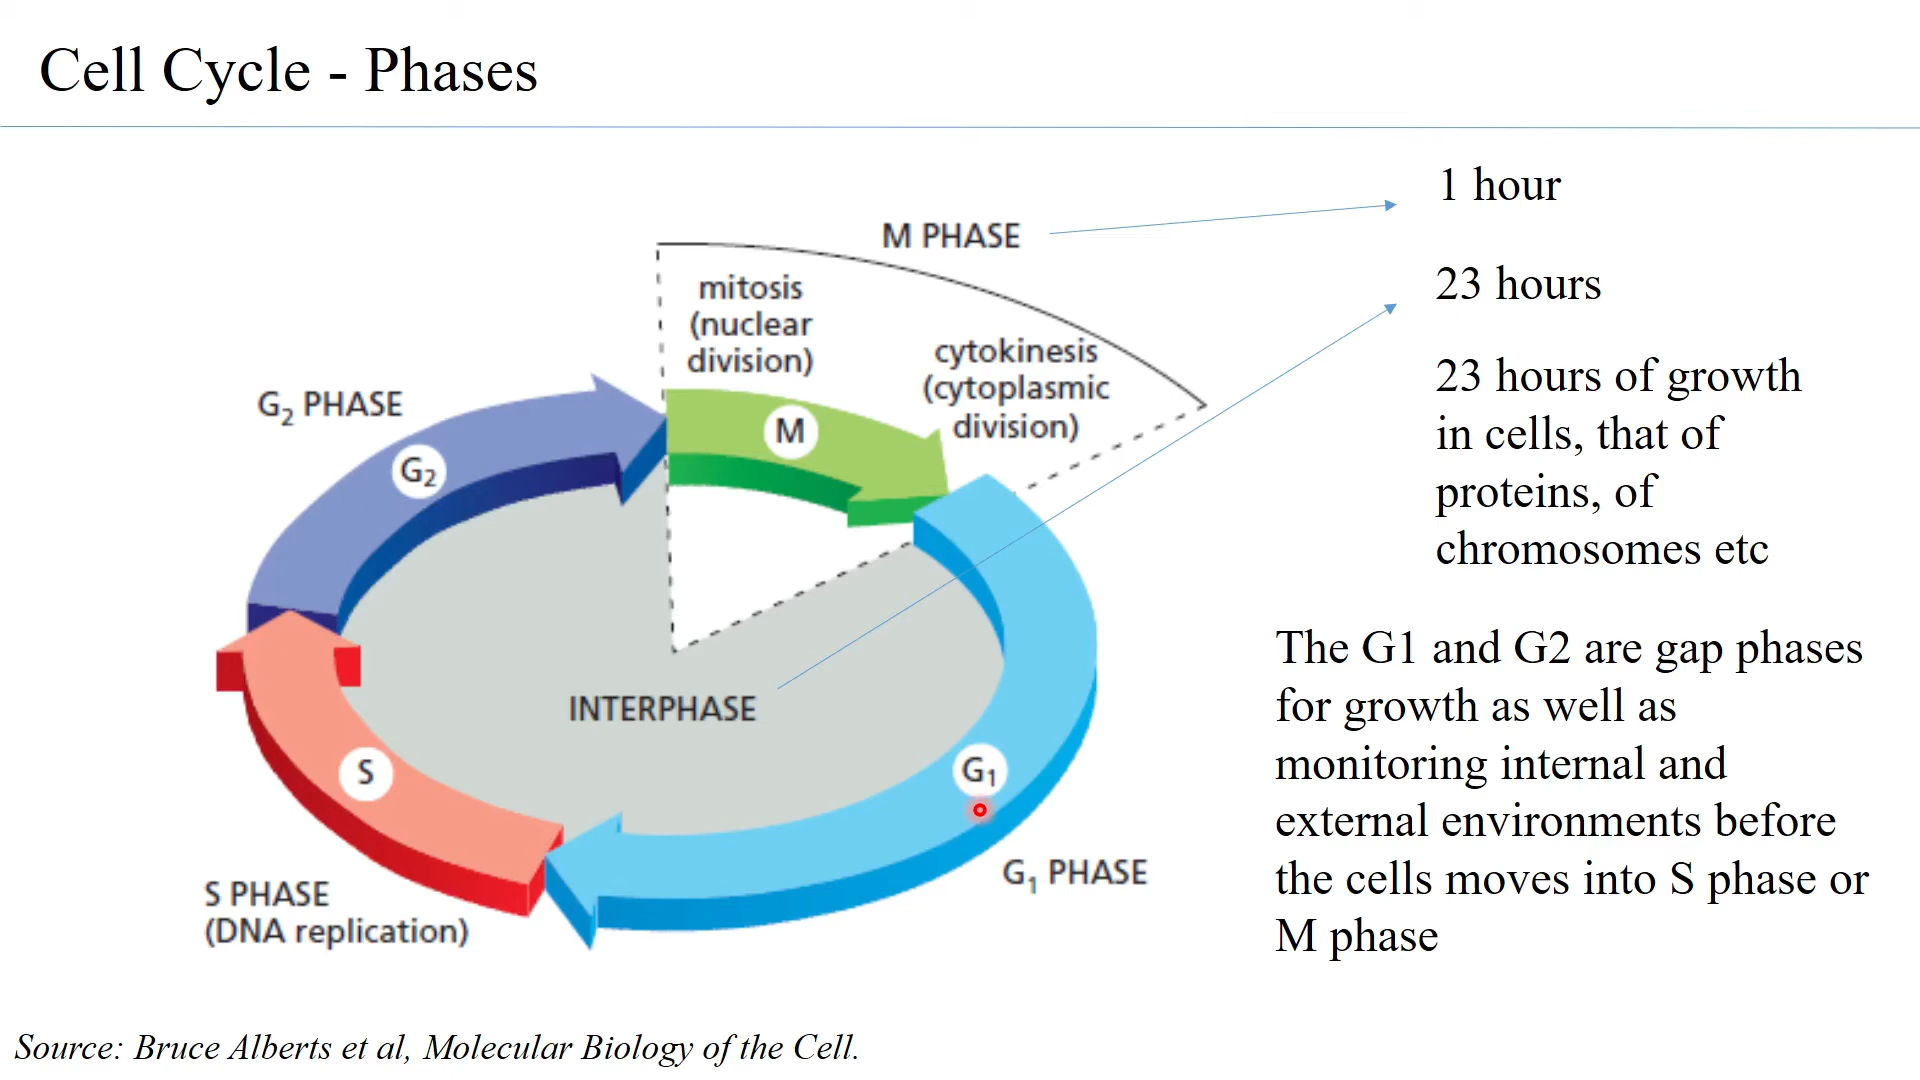 Cell Cycle - Phases
1 hour
M PHASE
23 hours
mitosis
(nuclear
division)
cytokinesis
(cytoplasmic
division)
23 hours of growth
in cells, that of
proteins, of
chromosomes etc
G₂ PHASE
M
G₂
The G1 and G2 are gap phases
for growth as well as
monitoring internal and
external environments before
the cells moves into S phase or
M phase
INTERPHASE
S
G₁
G₁ PHASE
S PHASE
(DNA replication)
Source: Bruce Alberts et al, Molecular Biology of the Cell.